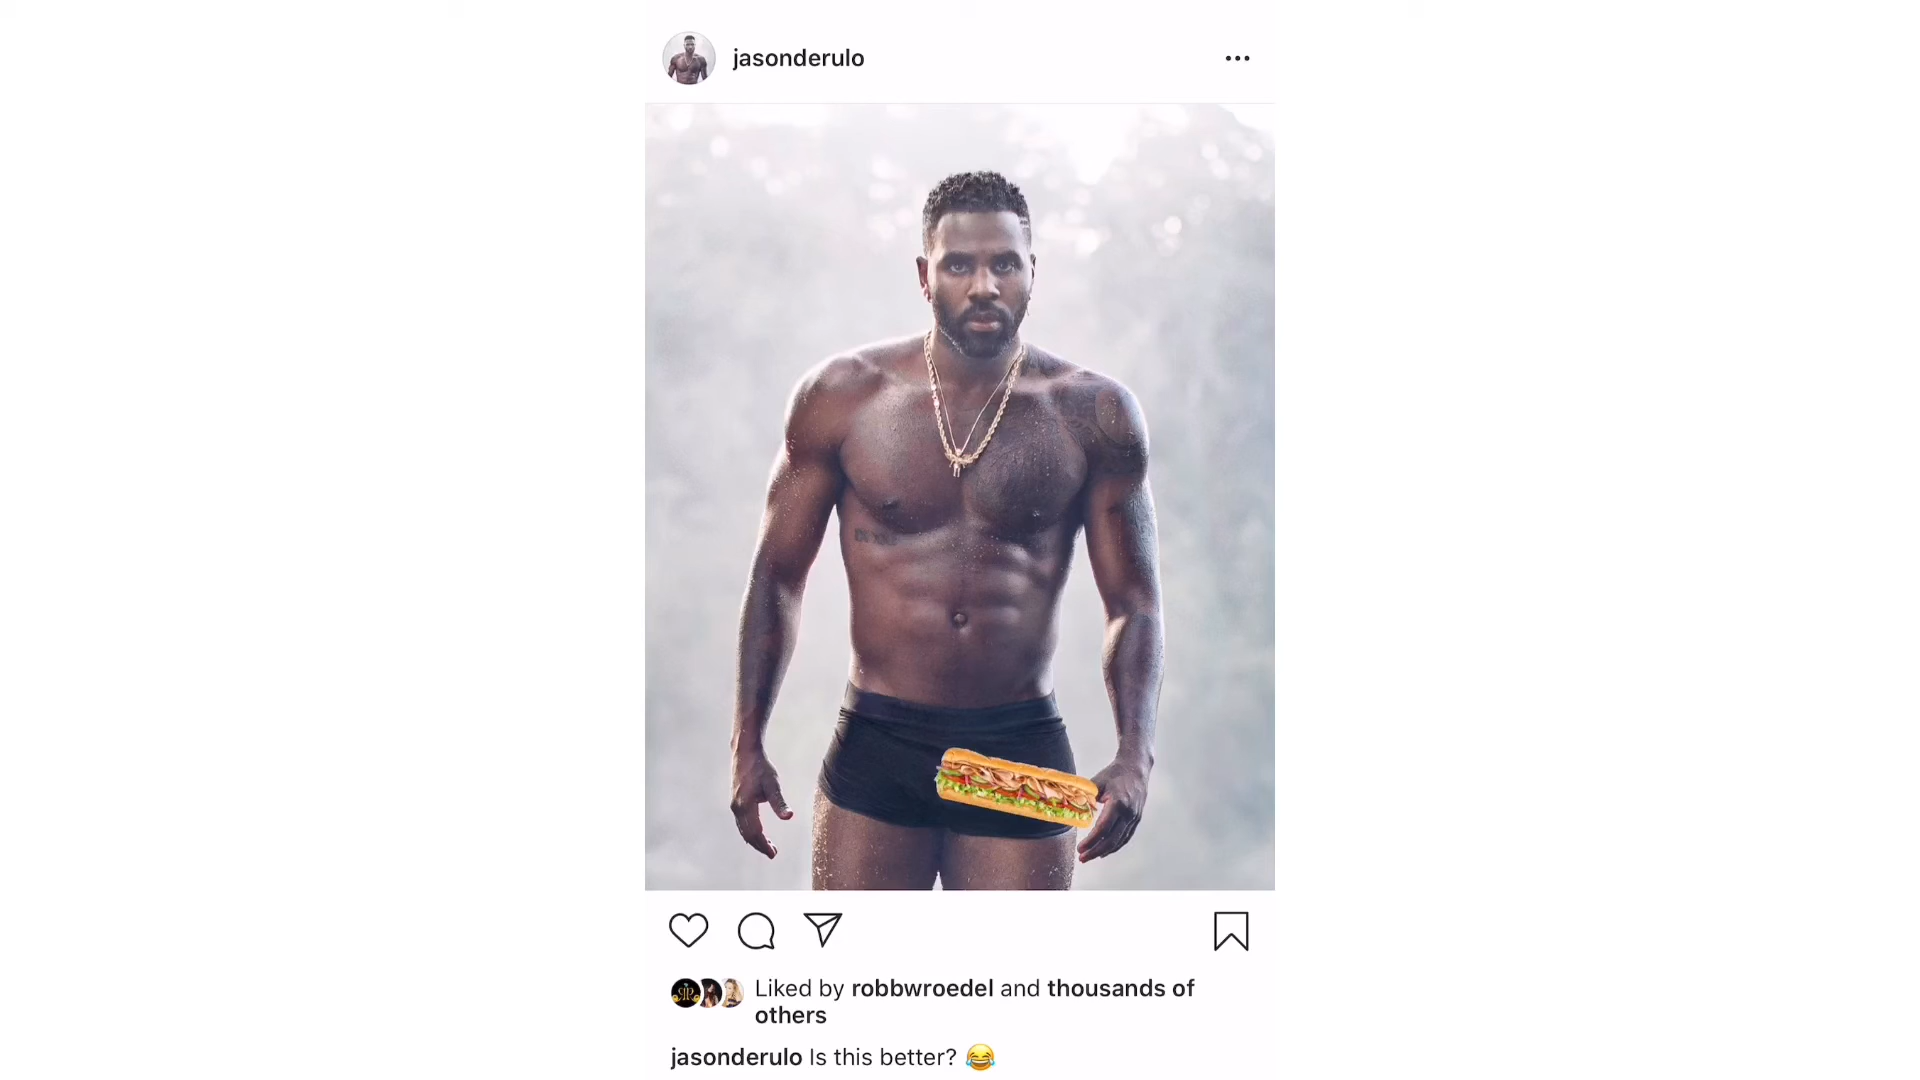 jasonderulo
Liked by robbwroedel and thousands of
others
jasonderulo Is this better? 😂